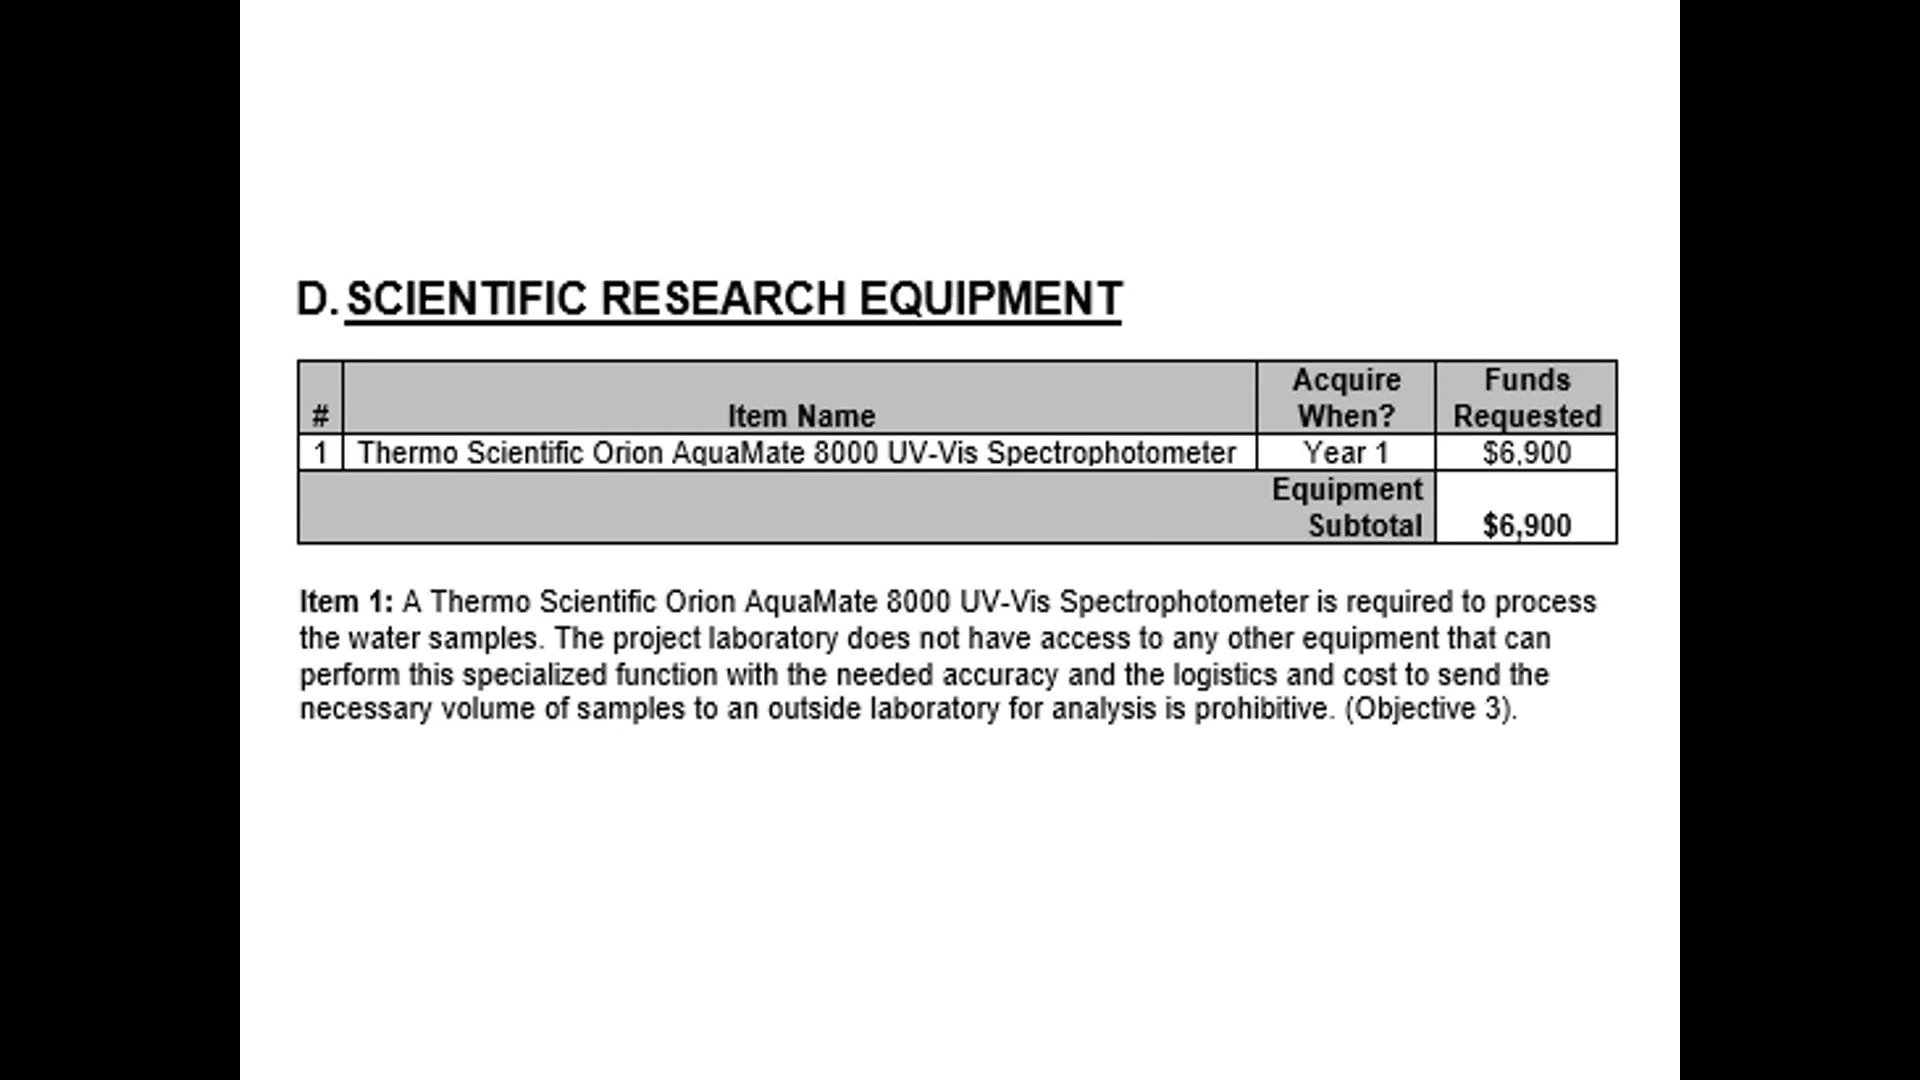 D. SCIENTIFIC RESEARCH EQUIPMENT
# Item Name Acquire When? Funds Requested
1 Thermo Scientific Orion AquaMate 8000 UV-Vis Spectrophotometer Year 1 $6,900
Equipment Subtotal $6,900
Item 1: A Thermo Scientific Orion AquaMate 8000 UV-Vis Spectrophotometer is required to process
the water samples. The project laboratory does not have access to any other equipment that can
perform this specialized function with the needed accuracy and the logistics and cost to send the
necessary volume of samples to an outside laboratory for analysis is prohibitive. (Objective 3).